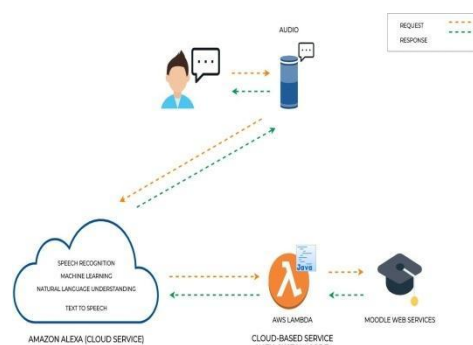 AUDIO
REQUEST
RESPONSE
SPEECH RECOGNITION
MACHINE LEARNING
NATURAL LANGUAGE UNDERSTANDING
TEXT TO SPEECH
Java
AWS LAMBDA
MOODLE WEB SERVICES
AMAZON ALEXA (CLOUD SERVICE)
CLOUD-BASED SERVICE